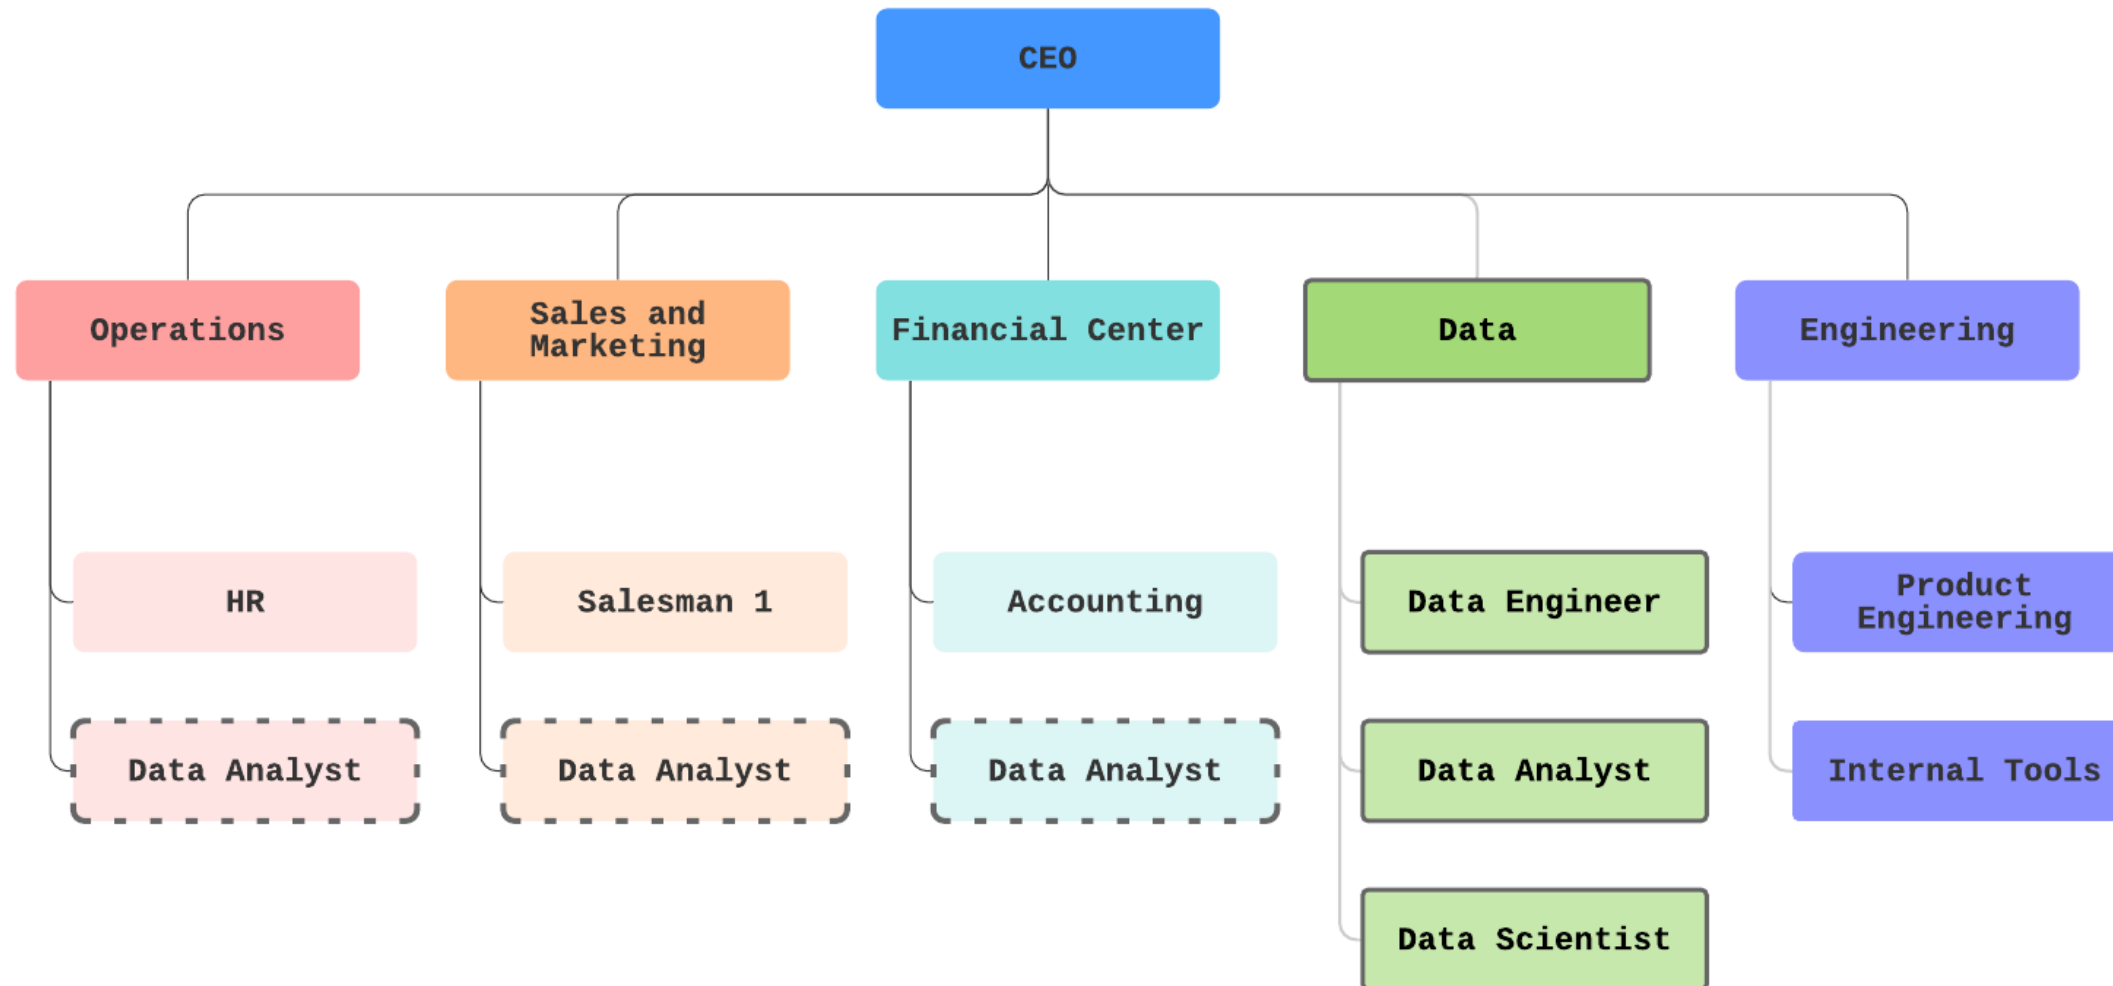 CEO
Operations
Sales and
Marketing
Financial Center
Data
Engineering
HR
Salesman 1
Accounting
Data Engineer
Product
Engineering
Data Analyst
Data Analyst
Data Analyst
Data Analyst
Internal Tools
Data Scientist